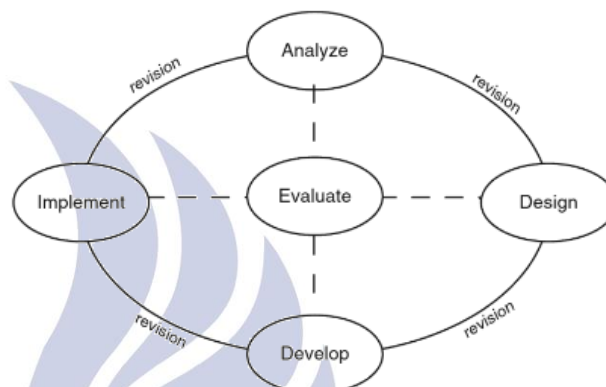 Analyze
revision
revision
Implement
Evaluate
Design
revision
revision
Develop